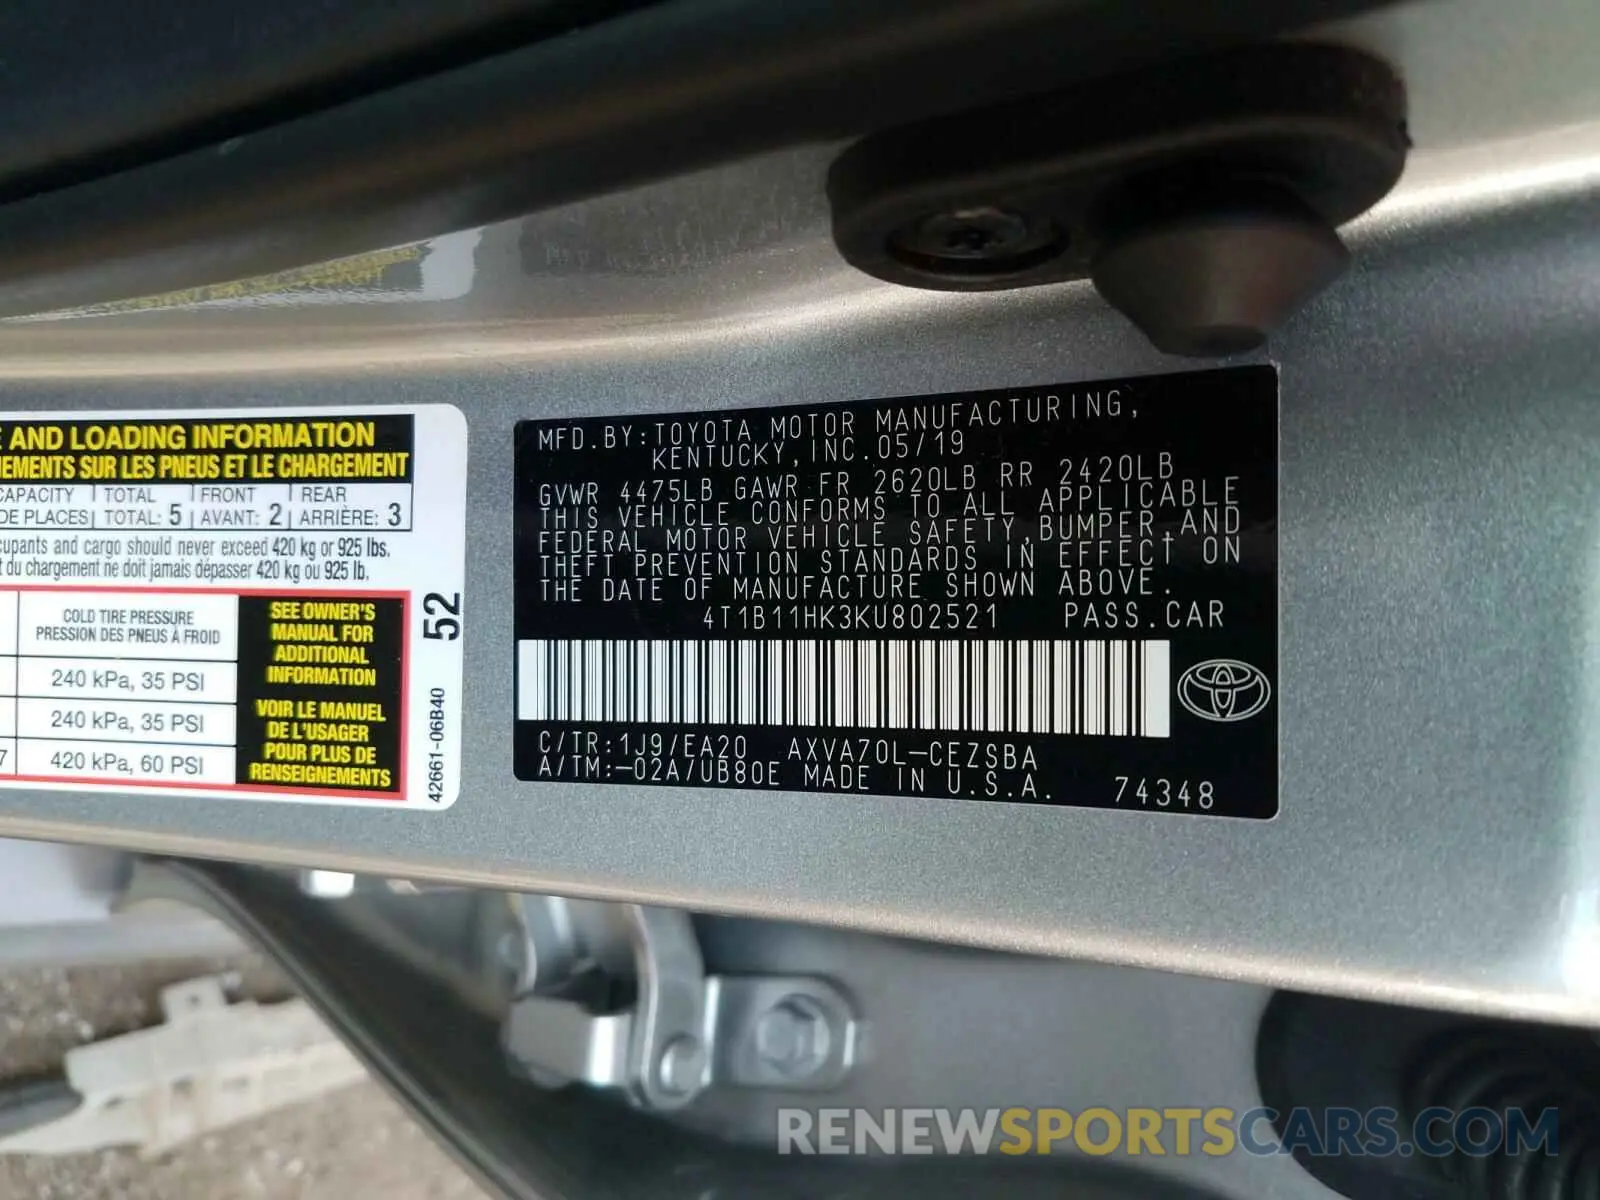 E AND LOADING INFORMATION
NEMENTS SUR LES PNEUS ET LE CHARGEMENT
CAPACITY TOTAL FRONT REAR
DE PLACES TOTAL: 5 AVANT: 2 ARRIÈRE: 3
cupants and cargo should never exceed 420 kg or 925 lbs.
t du chargement ne doit jamais dépasser 420 kg ou 925 lb.
COLD TIRE PRESSURE
PRESSION DES PNEUS À FROID
240 kPa, 35 PSI
240 kPa, 35 PSI
7 420 kPa, 60 PSI
SEE OWNER'S
MANUAL FOR
ADDITIONAL
INFORMATION
VOIR LE MANUEL
DE L'USAGER
POUR PLUS DE
RENSEIGNEMENTS
52
42661-06B40
MFD.BY:TOYOTA MOTOR MANUFACTURING,
KENTUCKY,INC.05/19
GVWR 4475LB GAWR FR 2620LB RR 2420LB
THIS VEHICLE CONFORMS TO ALL APPLICABLE
FEDERAL MOTOR VEHICLE SAFETY,BUMPER,AND
THEFT PREVENTION STANDARDS IN EFFECT ON
THE DATE OF MANUFACTURE SHOWN ABOVE.
4T1B11HK3KU802521 PASS.CAR
C/TR:1J9/EA20 AXVA70L-CEZSBA
A/TM:-02A/UB80E MADE IN U.S.A. 74348
RENEWSPORTSCARS.COM